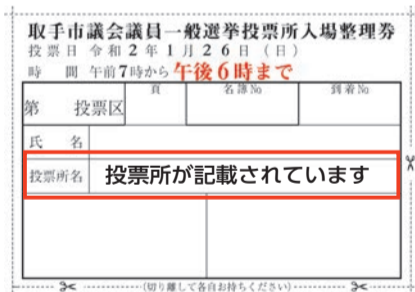 取手市議会議員一般選挙投票所入場整理券
投票日 令和2年1月26日（日）
時　間 午前7時から午後6時まで
第　投票区 頁 名簿No 到着No
氏　名
投票所名 投票所が記載されています
（切り離して各自お持ちください）